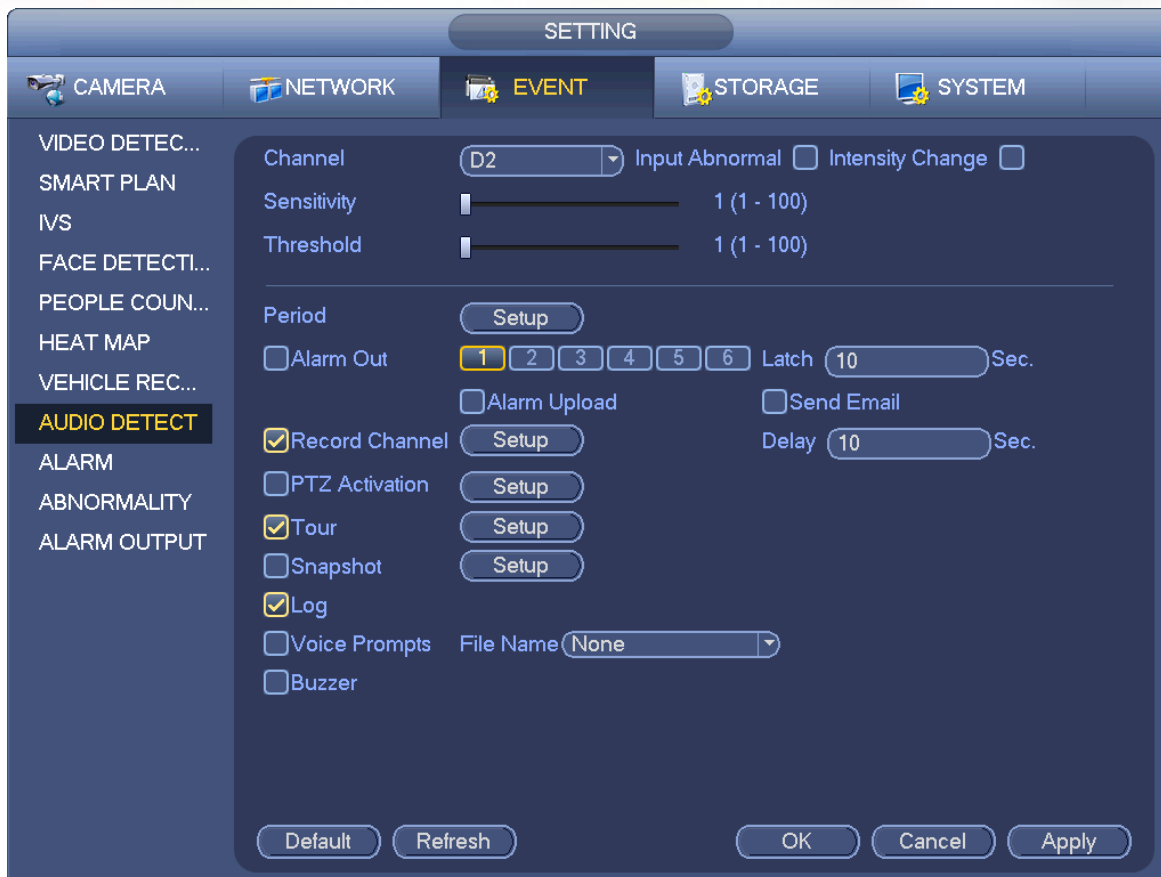 SETTING
CAMERA NETWORK EVENT STORAGE SYSTEM
VIDEO DETEC...
SMART PLAN
IVS
FACE DETECTI...
PEOPLE COUN...
HEAT MAP
VEHICLE REC...
AUDIO DETECT
ALARM
ABNORMALITY
ALARM OUTPUT
Channel D2 Input Abnormal Intensity Change
Sensitivity 1 (1 - 100)
Threshold 1 (1 - 100)
Period Setup
Alarm Out 1 2 3 4 5 6 Latch 10 Sec.
Alarm Upload Send Email
Record Channel Setup Delay 10 Sec.
PTZ Activation Setup
Tour Setup
Snapshot Setup
Log
Voice Prompts File Name None
Buzzer
Default Refresh OK Cancel Apply